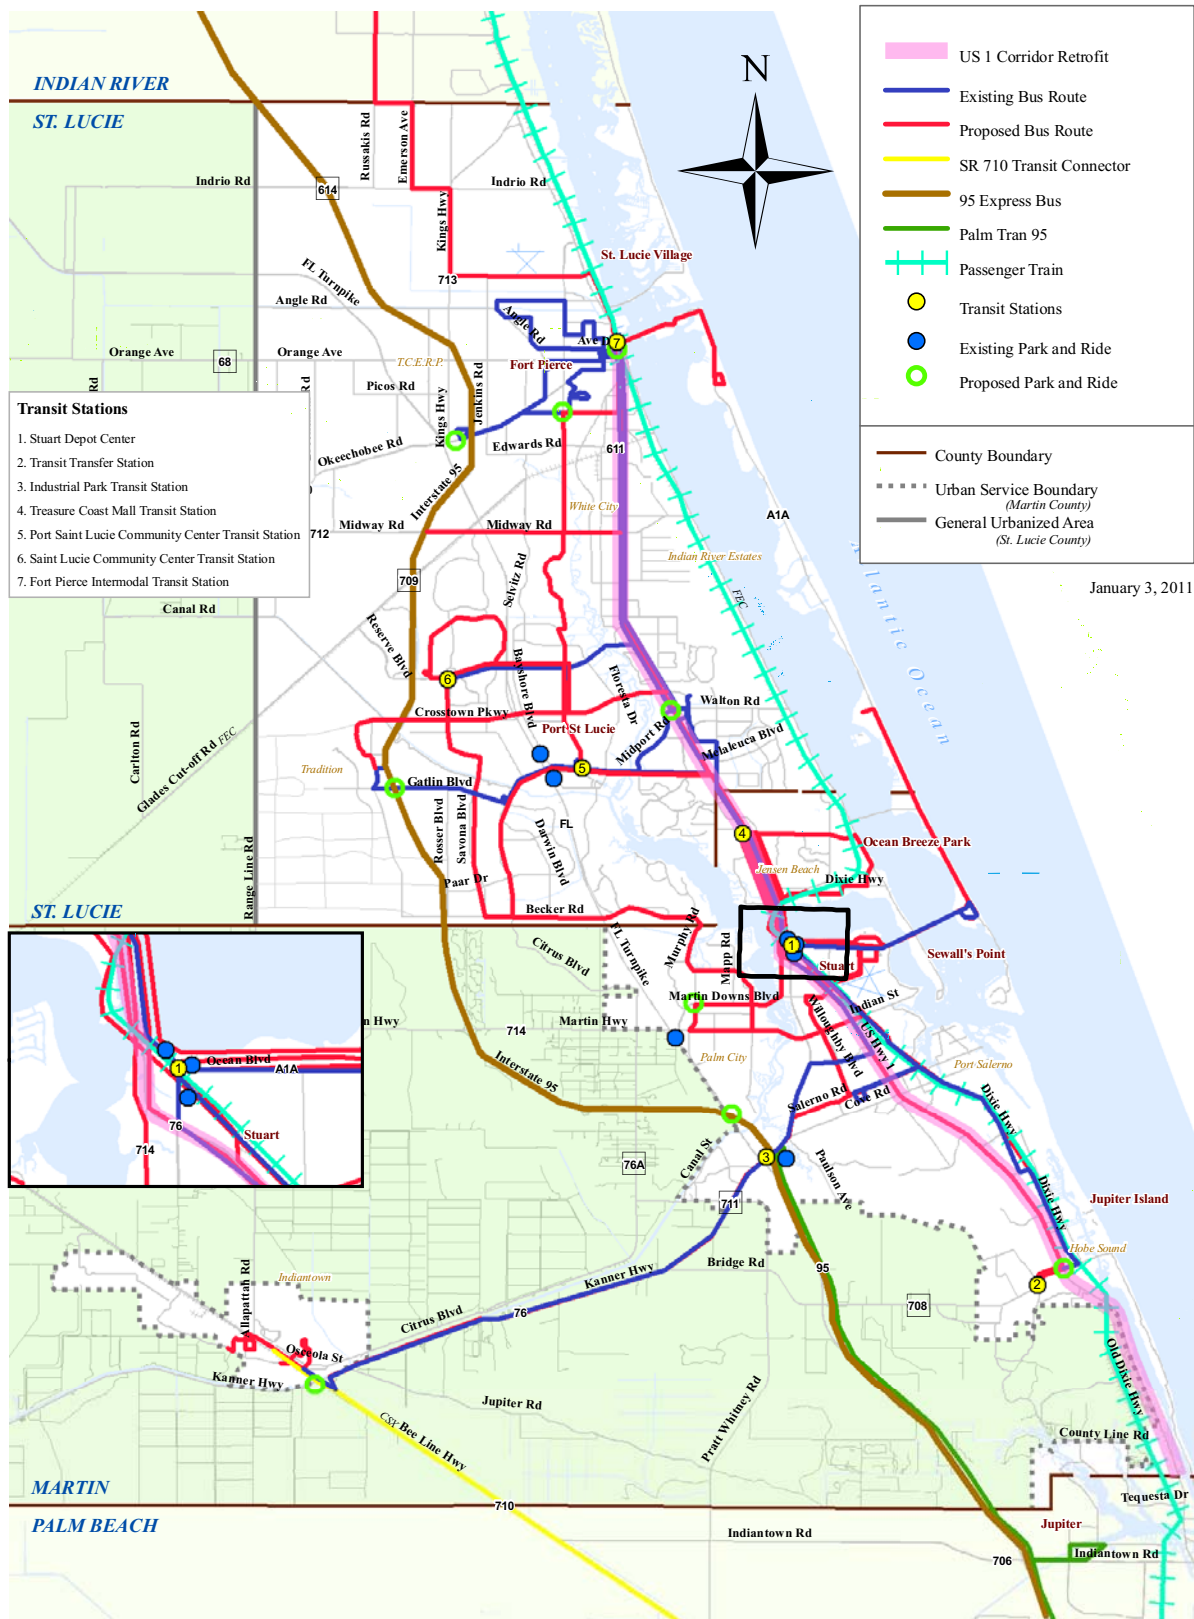 INDIAN RIVER
ST. LUCIE
N
US 1 Corridor Retrofit
Existing Bus Route
Proposed Bus Route
SR 710 Transit Connector
95 Express Bus
Palm Tran 95
Passenger Train
Transit Stations
Existing Park and Ride
Proposed Park and Ride
County Boundary
Urban Service Boundary
(Martin County)
General Urbanized Area
(St. Lucie County)
January 3, 2011
Russakis Rd
Emerson Ave
Indrio Rd
614
Indrio Rd
Kings Hwy
St. Lucie Village
FL Turnpike
713
Angle Rd
Angle Rd
Ave D
7
Orange Ave
68
Orange Ave
T.C.E.R.P.
Fort Pierce
Picos Rd
Jenkins Rd
Kings Hwy
Rd
Rd
Transit Stations
1. Stuart Depot Center
2. Transit Transfer Station
3. Industrial Park Transit Station
4. Treasure Coast Mall Transit Station
5. Port Saint Lucie Community Center Transit Station
6. Saint Lucie Community Center Transit Station
7. Fort Pierce Intermodal Transit Station
Okeechobee Rd
Edwards Rd
611
Interstate 95
White City
A1A
712
Midway Rd
Midway Rd
Indian River Estates
Atlantic Ocean
709
Selvitz Rd
FEC
Canal Rd
Reserve Blvd
Bayshore Blvd
Floresta Dr
6
Walton Rd
Crosstown Pkwy
Port St Lucie
Midport Rd
Melaleuca Blvd
Carlton Rd
Glades Cut-off Rd
FEC
Tradition
Gatlin Blvd
5
Rosser Blvd
Savona Blvd
FL
Darwin Blvd
4
Ocean Breeze Park
Range Line Rd
Paar Dr
Jensen Beach
Dixie Hwy
ST. LUCIE
Becker Rd
Citrus Blvd
FL Turnpike
Murphy Rd
Mapp Rd
1
Stuart
Sewall's Point
Martin Downs Blvd
Indian St
n Hwy
714
Martin Hwy
Willoughby Blvd
US Hwy 1
Palm City
Port Salerno
Interstate 95
Salerno Rd
Cove Rd
Dixie Hwy
1
Ocean Blvd
A1A
76
714
Stuart
76A
Canal St
3
Paulson Ave
711
Dixie Hwy
Jupiter Island
Hobe Sound
2
Bridge Rd
95
Kanner Hwy
Indiantown
708
Allapattah Rd
Citrus Blvd
76
Osceola St
Kanner Hwy
Old Dixie Hwy
Jupiter Rd
Pratt Whitney Rd
CSX
Bee Line Hwy
County Line Rd
MARTIN
710
Tequesta Dr
PALM BEACH
Jupiter
Indiantown Rd
706
Indiantown Rd